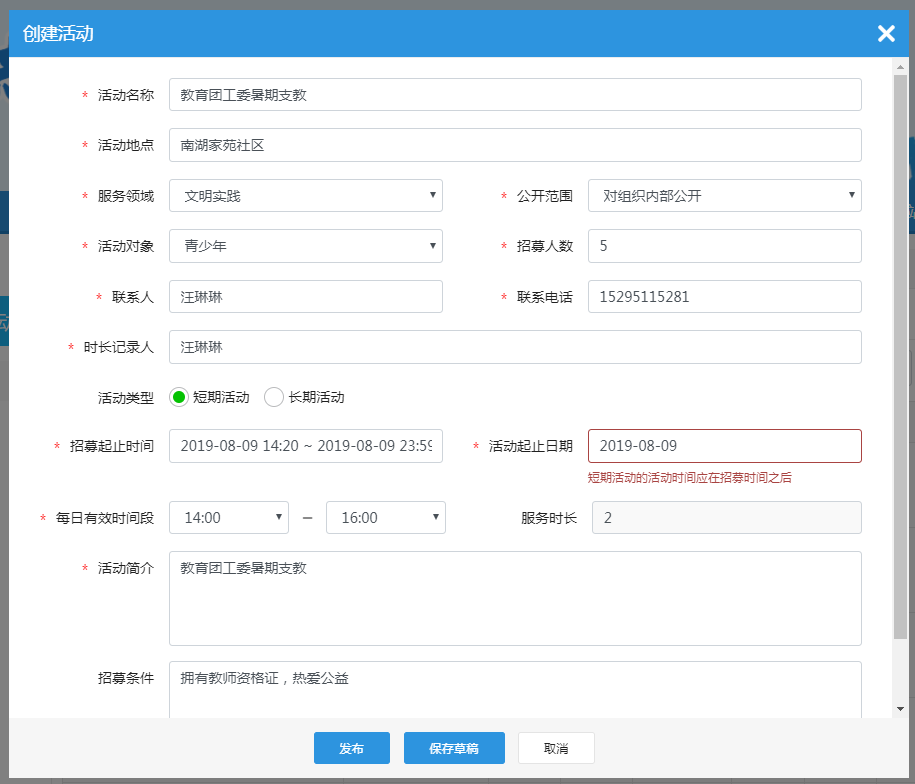 创建活动
* 活动名称 教育团工委暑期支教
* 活动地点 南湖家苑社区
* 服务领域 文明实践 * 公开范围 对组织内部公开
* 活动对象 青少年 * 招募人数 5
* 联系人 汪琳琳 * 联系电话 15295115281
* 时长记录人 汪琳琳
活动类型 短期活动 长期活动
* 招募起止时间 2019-08-09 14:20 ~ 2019-08-09 23:59 * 活动起止日期 2019-08-09
短期活动的活动时间应在招募时间之后
* 每日有效时间段 14:00 — 16:00 服务时长 2
* 活动简介 教育团工委暑期支教
招募条件 拥有教师资格证，热爱公益
发布 保存草稿 取消